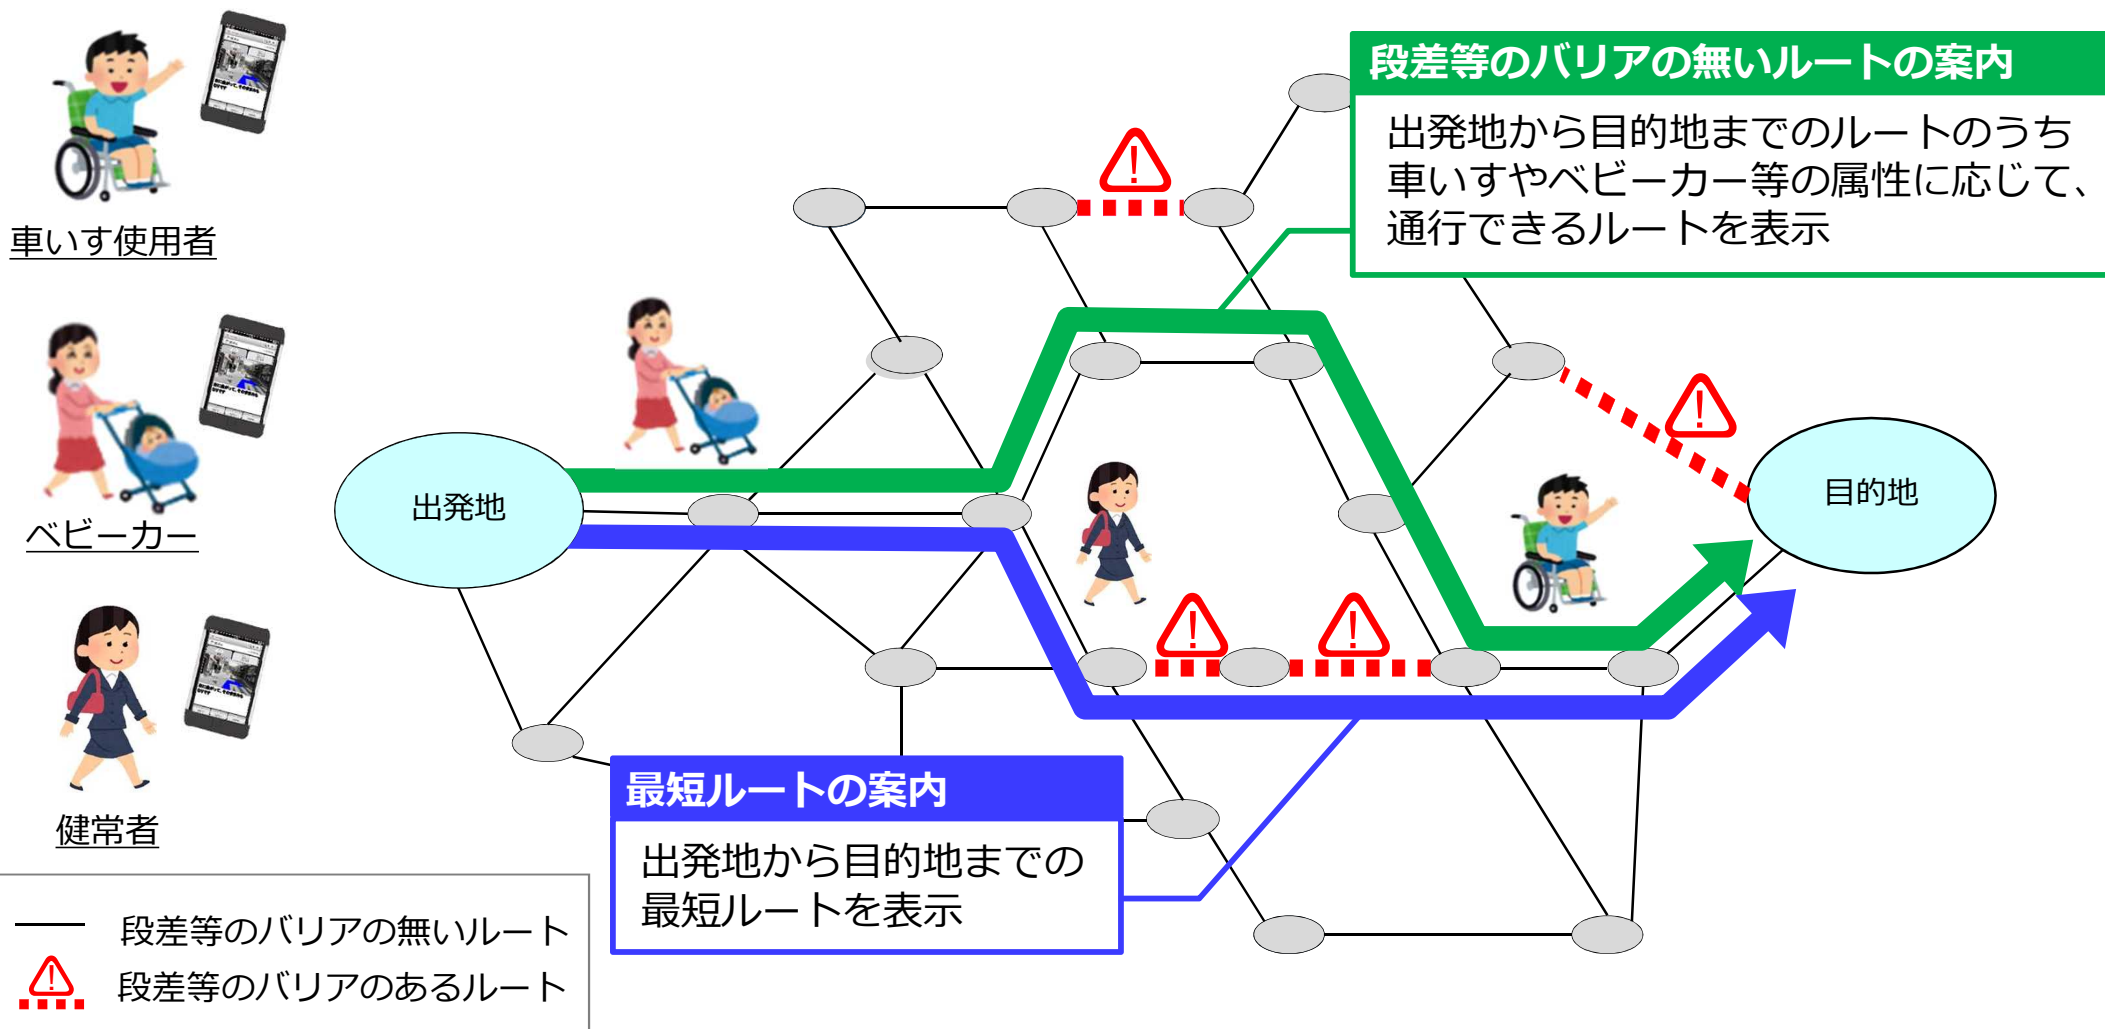 車いす使用者
ベビーカー
健常者
段差等のバリアの無いルートの案内
出発地から目的地までのルートのうち
車いすやベビーカー等の属性に応じて、
通行できるルートを表示
出発地
目的地
最短ルートの案内
出発地から目的地までの
最短ルートを表示
段差等のバリアの無いルート
段差等のバリアのあるルート